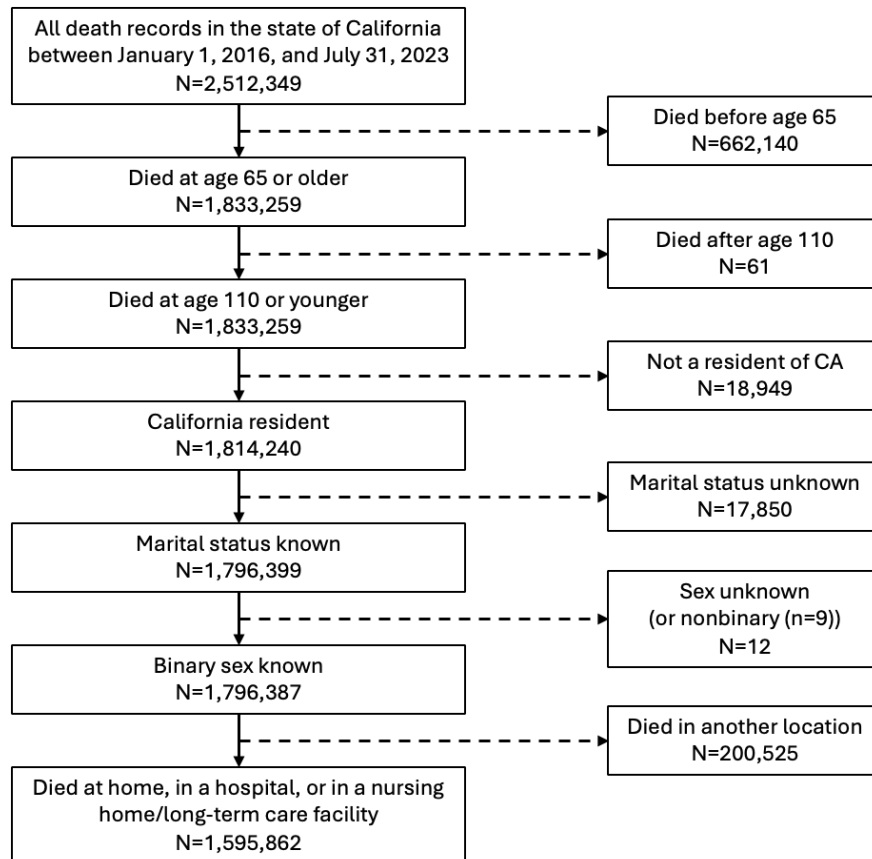 All death records in the state of California
between January 1, 2016, and July 31, 2023
N=2,512,349
Died before age 65
N=662,140
Died at age 65 or older
N=1,833,259
Died after age 110
N=61
Died at age 110 or younger
N=1,833,259
Not a resident of CA
N=18,949
California resident
N=1,814,240
Marital status unknown
N=17,850
Marital status known
N=1,796,399
Sex unknown
(or nonbinary (n=9))
N=12
Binary sex known
N=1,796,387
Died in another location
N=200,525
Died at home, in a hospital, or in a nursing
home/long-term care facility
N=1,595,862